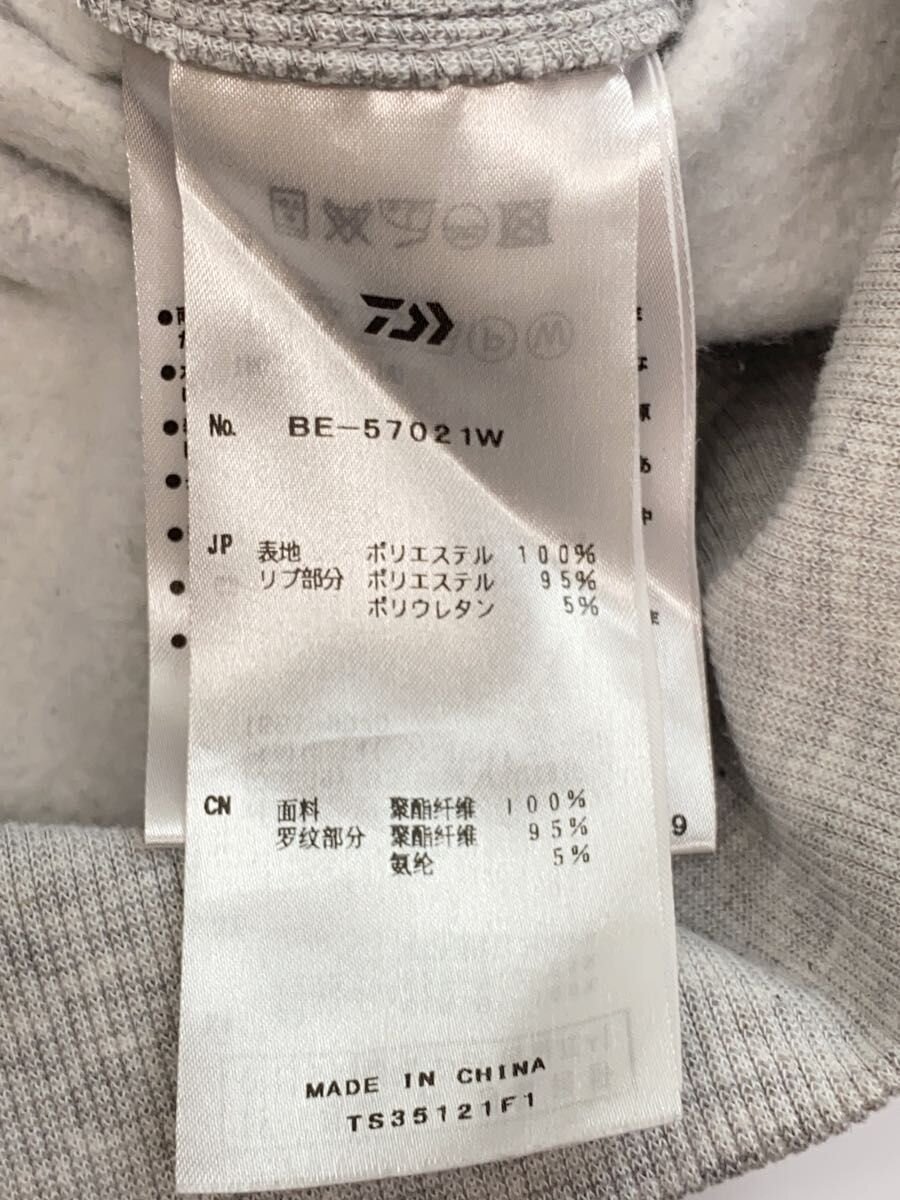 No. BE-57021W
JP 表地 ポリエステル 100%
リブ部分 ポリエステル 95%
ポリウレタン 5%
CN 面料 聚酯纤维 100%
罗纹部分 聚酯纤维 95%
氨纶 5%
9
MADE IN CHINA
TS35121F1